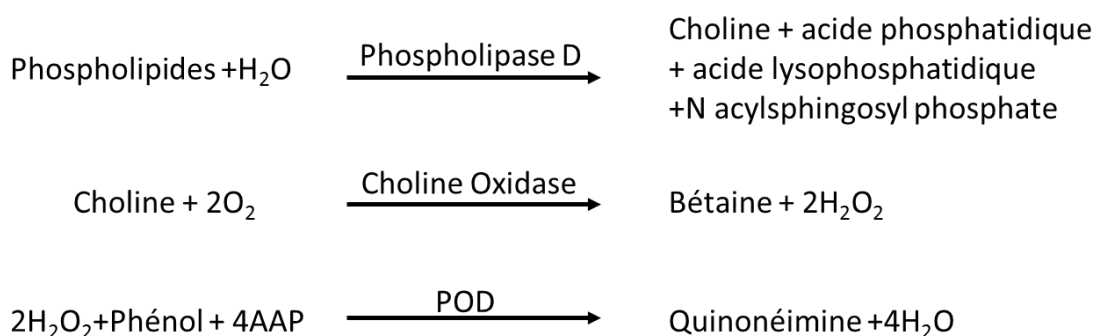 Phospholipides +H₂O
Phospholipase D
Choline + acide phosphatidique
+ acide lysophosphatidique
+N acylsphingosyl phosphate
Choline + 2O₂
Choline Oxidase
Bétaine + 2H₂O₂
2H₂O₂+Phénol + 4AAP
POD
Quinonéimine +4H₂O